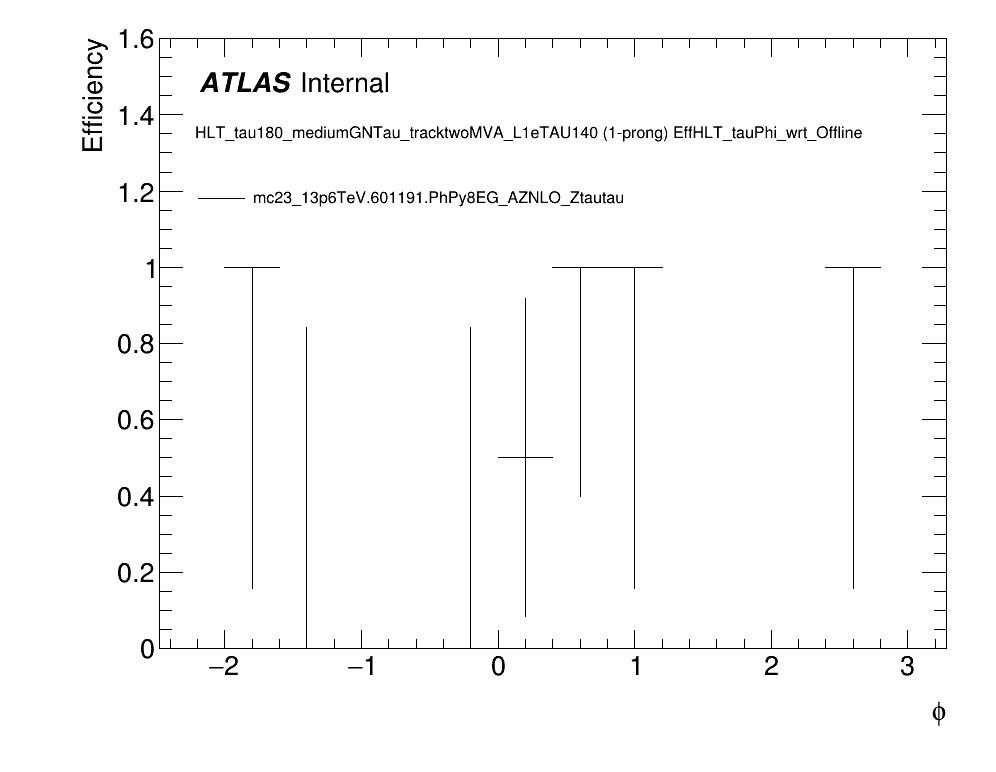 1.6
Efficiency
ATLAS Internal
1.4
HLT_tau180_mediumGNTau_tracktwoMVA_L1eTAU140 (1-prong) EffHLT_tauPhi_wrt_Offline
1.2
mc23_13p6TeV.601191.PhPy8EG_AZNLO_Ztautau
1
0.8
0.6
0.4
0.2
0
−2 −1 0 1 2 3
ϕ